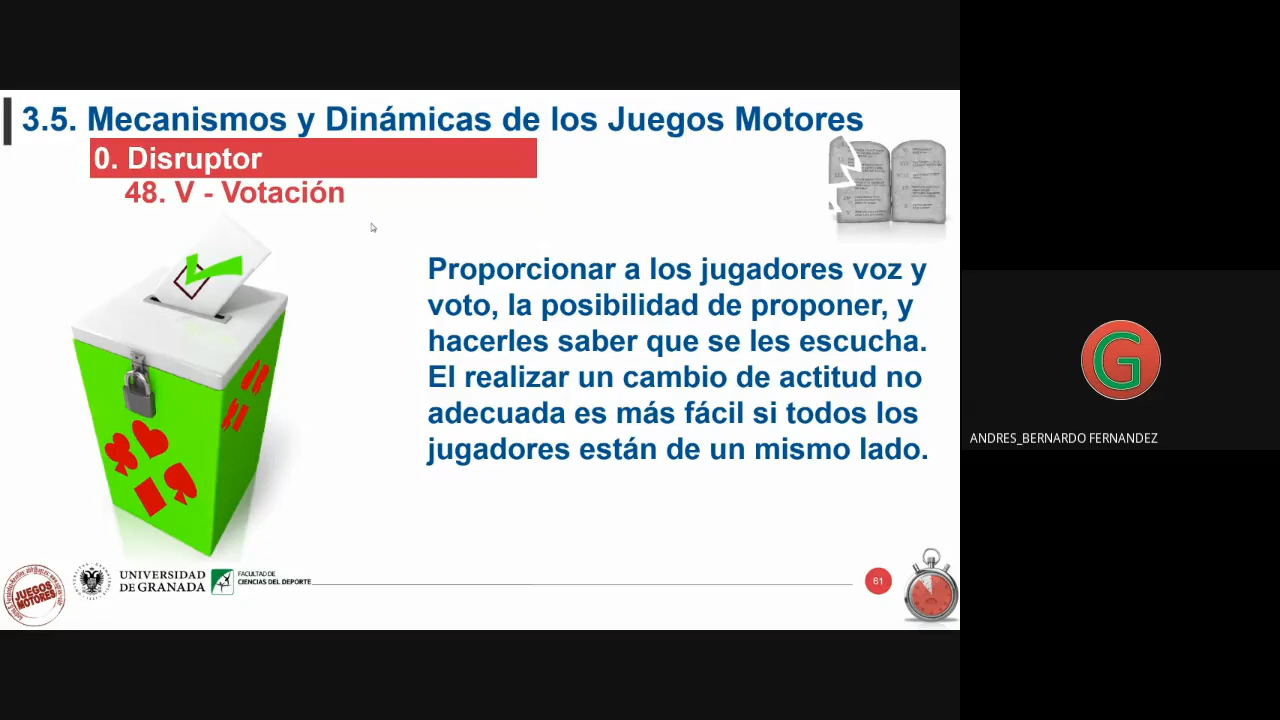 3.5. Mecanismos y Dinámicas de los Juegos Motores
0. Disruptor
48. V - Votación
Proporcionar a los jugadores voz y
voto, la posibilidad de proponer, y
hacerles saber que se les escucha.
El realizar un cambio de actitud no
adecuada es más fácil si todos los
jugadores están de un mismo lado.
G
ANDRES_BERNARDO FERNANDEZ
JUEGOS
MOTORES
UNIVERSIDAD
DE GRANADA
FACULTAD DE
CIENCIAS DEL DEPORTE
61